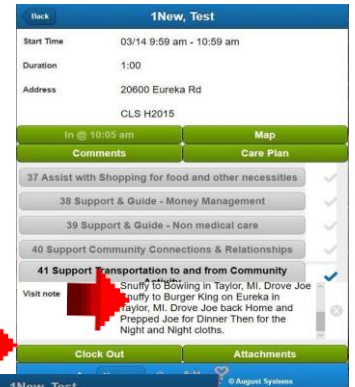 Back
1New, Test
Start Time 03/14 9:59 am - 10:59 am
Duration 1:00
Address 20600 Eureka Rd
CLS H2015
In @ 10:05 am Map
Comments Care Plan
37 Assist with Shopping for food and other necessities
38 Support & Guide - Money Management
39 Support & Guide - Non medical care
40 Support Community Connections & Relationships
41 Support Transportation to and from Community
Activity
Visit note
Snuffy to Bowling in Taylor, MI. Drove Joe
Snuffy to Burger King on Eureka in
Taylor, MI. Drove Joe back Home and
Prepped Joe for Dinner Then for the
Night and Night cloths.
Clock Out Attachments
© August Systems
1New, Test